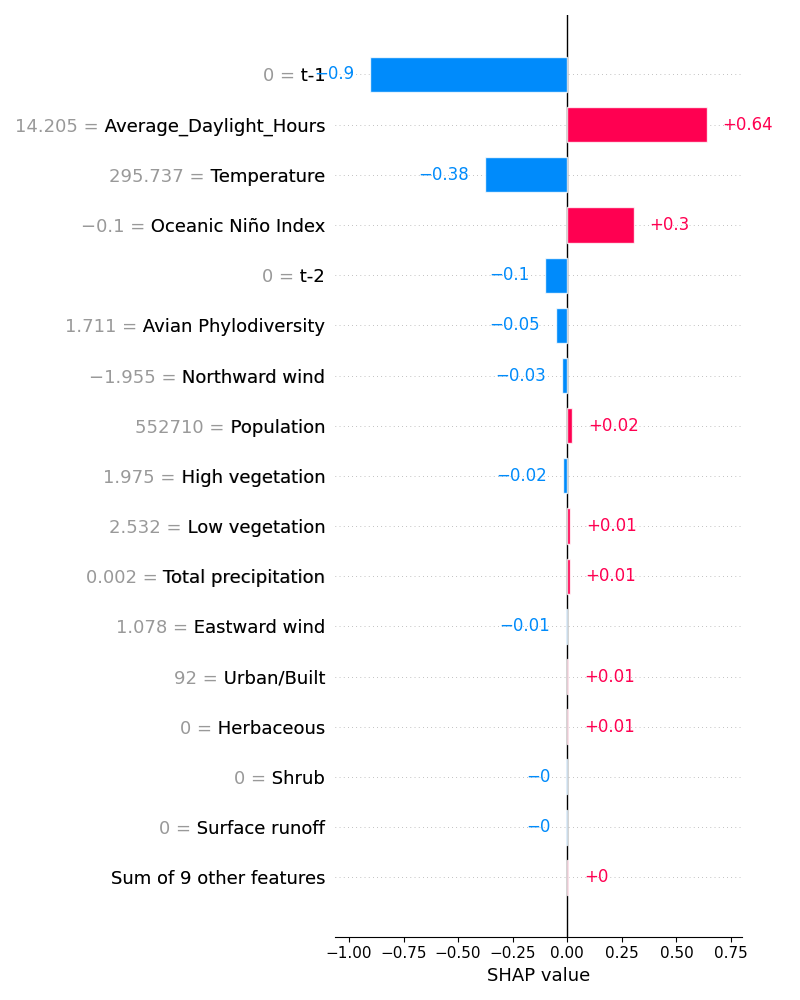 0 = t-1 −0.9
14.205 = Average_Daylight_Hours +0.64
295.737 = Temperature −0.38
−0.1 = Oceanic Niño Index +0.3
0 = t-2 −0.1
1.711 = Avian Phylodiversity −0.05
−1.955 = Northward wind −0.03
552710 = Population +0.02
1.975 = High vegetation −0.02
2.532 = Low vegetation +0.01
0.002 = Total precipitation +0.01
1.078 = Eastward wind −0.01
92 = Urban/Built +0.01
0 = Herbaceous +0.01
0 = Shrub −0
0 = Surface runoff −0
Sum of 9 other features +0
−1.00 −0.75 −0.50 −0.25 0.00 0.25 0.50 0.75
SHAP value